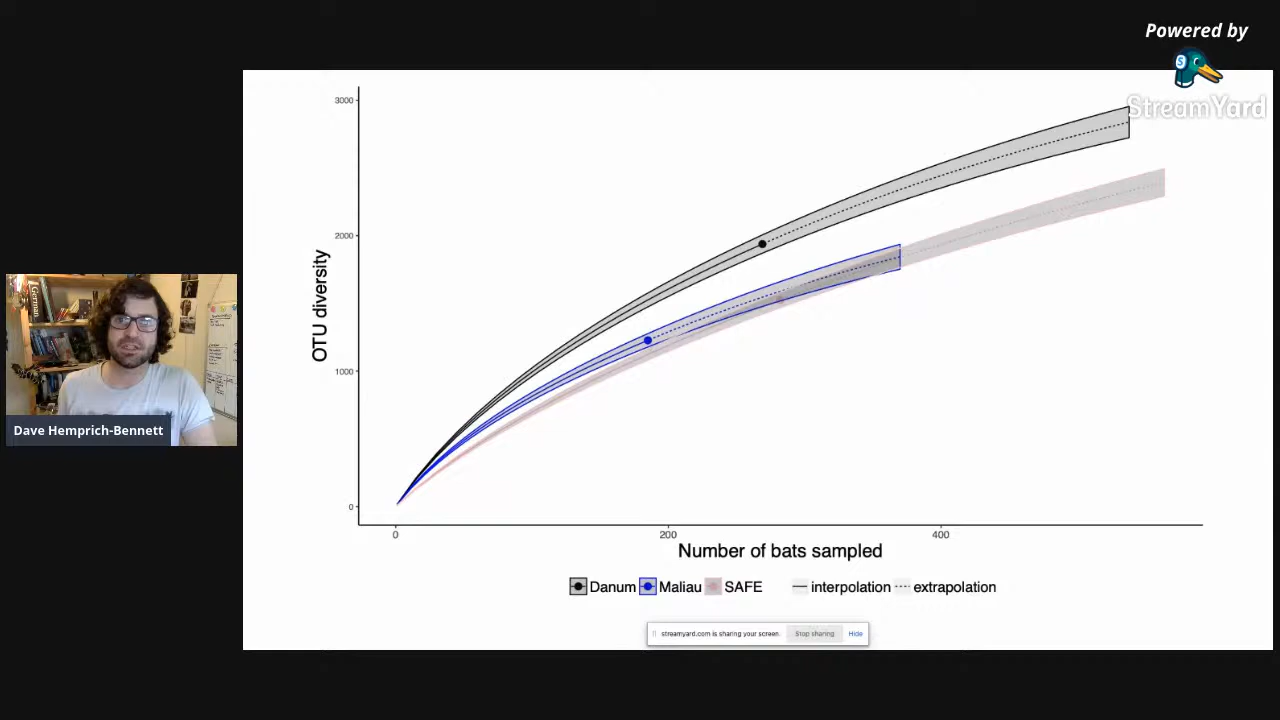 Powered by
StreamYard
3000
2000
1000
0
OTU diversity
0
200
400
Number of bats sampled
Danum Maliau SAFE interpolation extrapolation
streamyard.com is sharing your screen. Stop sharing Hide
German
Dave Hemprich-Bennett